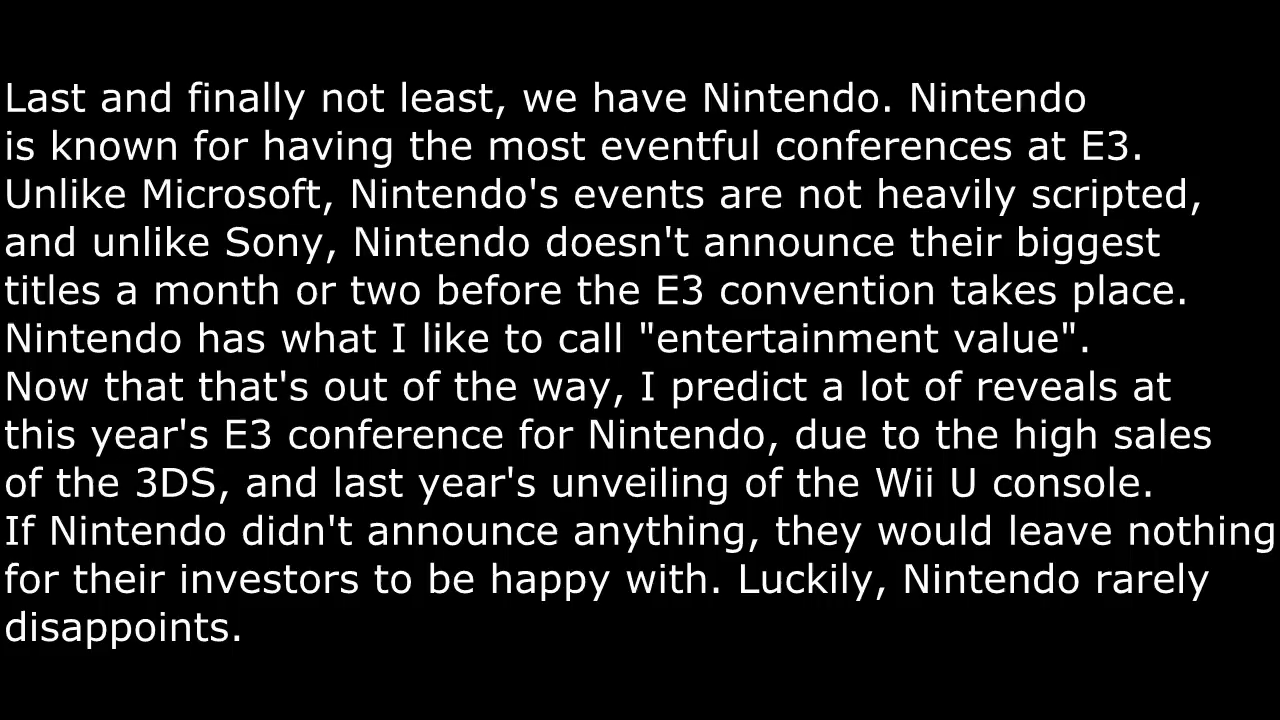 Last and finally not least, we have Nintendo. Nintendo
is known for having the most eventful conferences at E3.
Unlike Microsoft, Nintendo's events are not heavily scripted,
and unlike Sony, Nintendo doesn't announce their biggest
titles a month or two before the E3 convention takes place.
Nintendo has what I like to call "entertainment value".
Now that that's out of the way, I predict a lot of reveals at
this year's E3 conference for Nintendo, due to the high sales
of the 3DS, and last year's unveiling of the Wii U console.
If Nintendo didn't announce anything, they would leave nothing
for their investors to be happy with. Luckily, Nintendo rarely
disappoints.